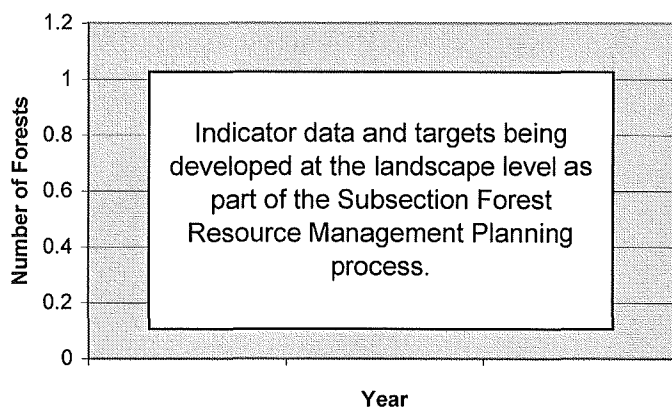 1.2
1
0.8
0.6
0.4
0.2
0
Number of Forests
Indicator data and targets being
developed at the landscape level as
part of the Subsection Forest
Resource Management Planning
process.
Year